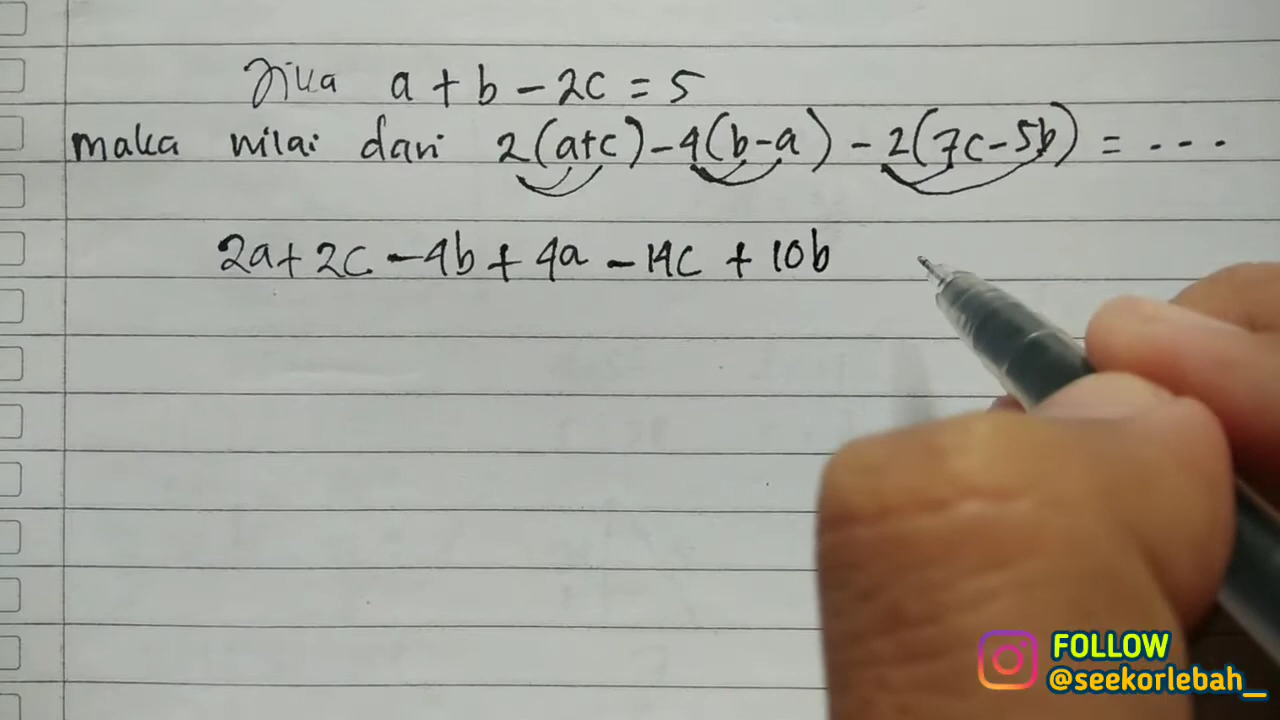 Jika a + b - 2c = 5
maka nilai dari 2(a+c) - 4(b-a) - 2(7c-5b) = ...
2a + 2c - 4b + 4a - 14c + 10b
FOLLOW
@seekorlebah_